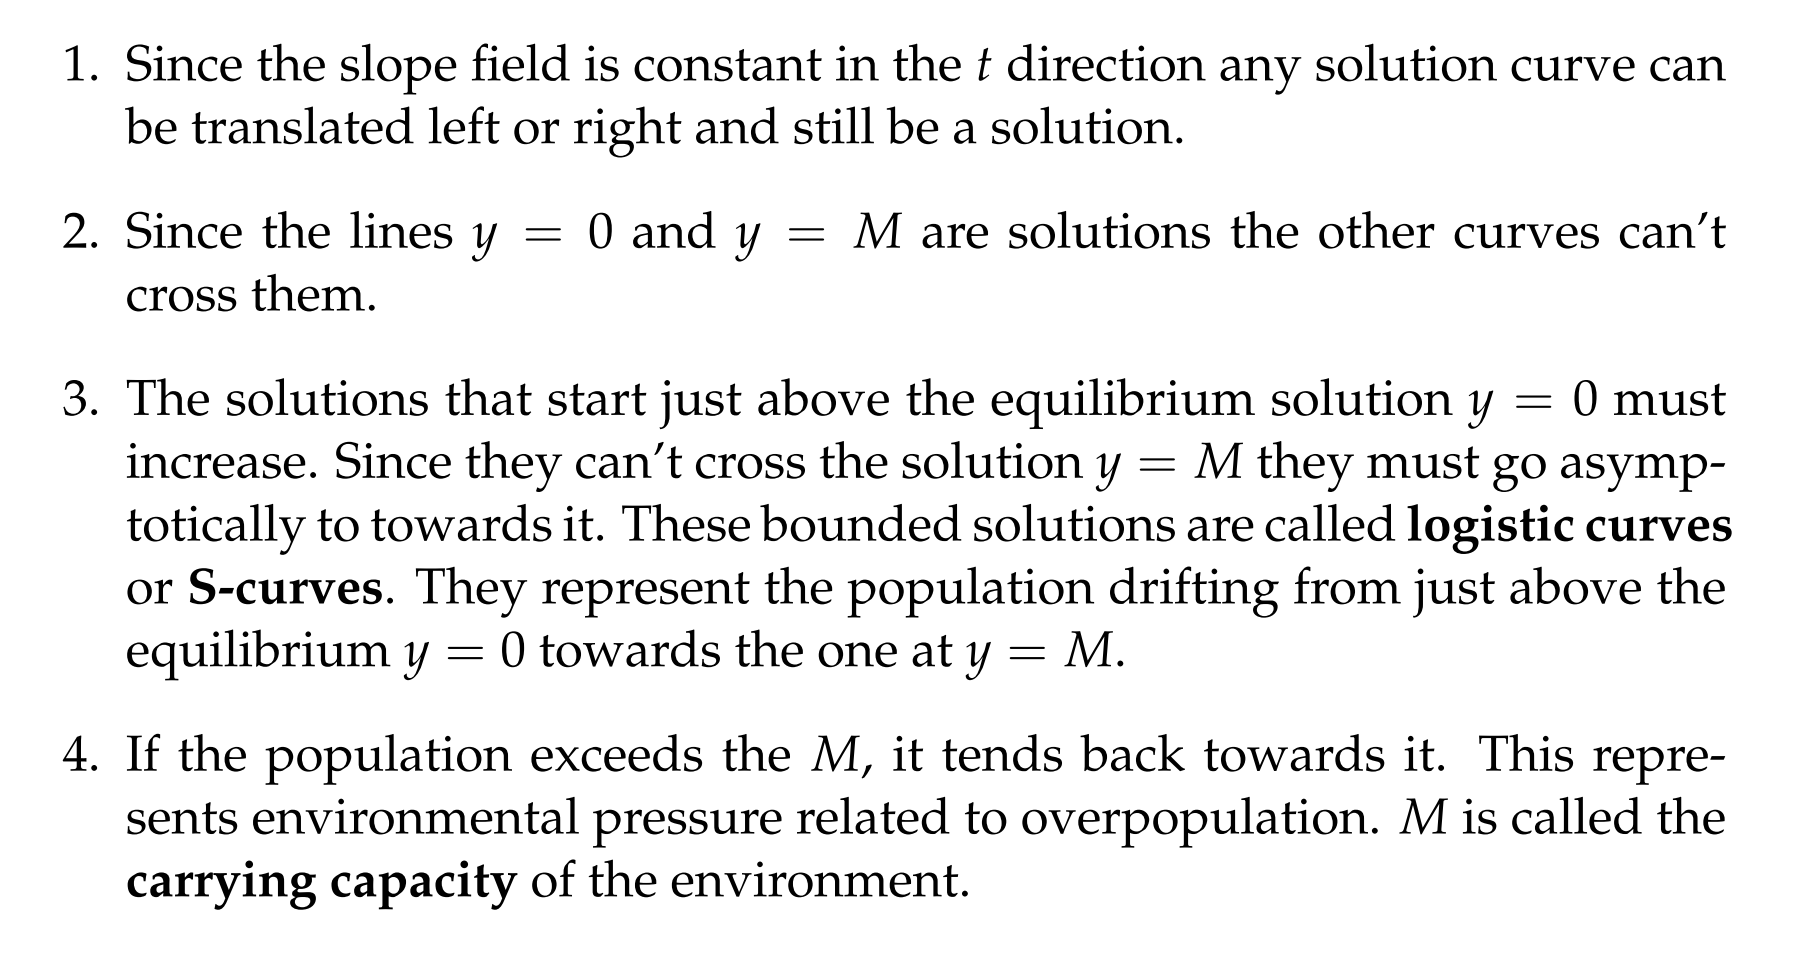 1. Since the slope field is constant in the t direction any solution curve can
be translated left or right and still be a solution.
2. Since the lines y = 0 and y = M are solutions the other curves can't
cross them.
3. The solutions that start just above the equilibrium solution y = 0 must
increase. Since they can't cross the solution y = M they must go asymp-
totically to towards it. These bounded solutions are called logistic curves
or S-curves. They represent the population drifting from just above the
equilibrium y = 0 towards the one at y = M.
4. If the population exceeds the M, it tends back towards it. This repre-
sents environmental pressure related to overpopulation. M is called the
carrying capacity of the environment.